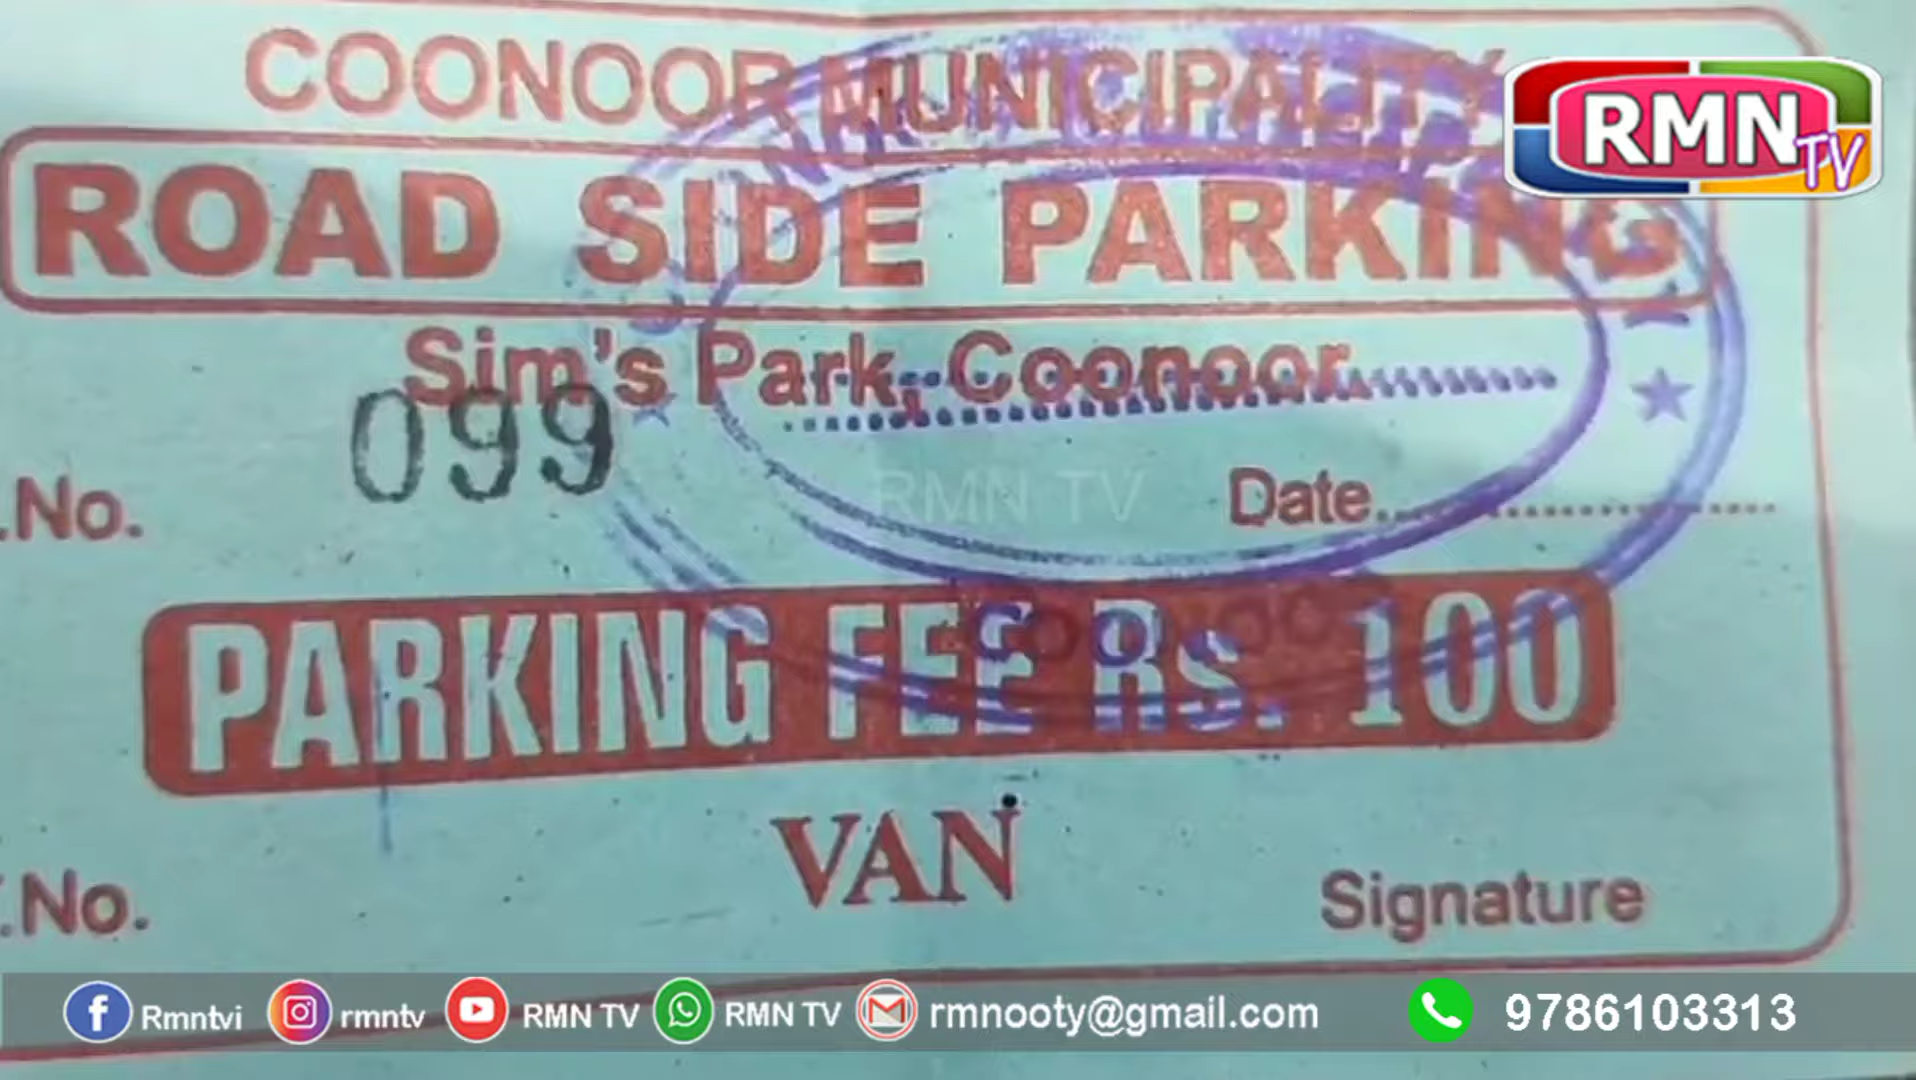 COONOOR MUNICIPALITY
RMN TV
ROAD SIDE PARKING
Sim's Park, Coonoor.
099
.No.
Date
RMN TV
PARKING FEE Rs. 100
VAN
.No.
Signature
Rmntvi rmntv RMN TV RMN TV rmnooty@gmail.com 9786103313